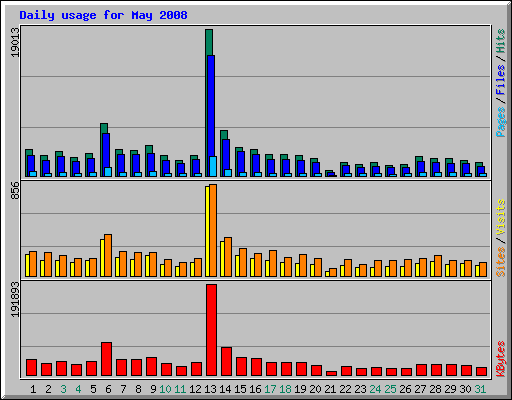 Daily usage for May 2008
19013
Pages / Files / Hits
866
Sites / Visits
191893
KBytes
1 2 3 4 5 6 7 8 9 10 11 12 13 14 15 16 17 18 19 20 21 22 23 24 25 26 27 28 29 30 31